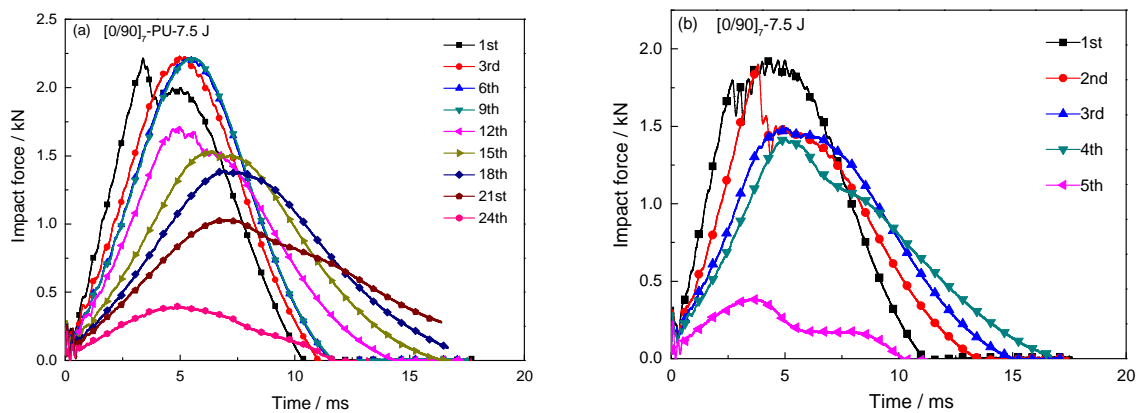 (a) [0/90]7-PU-7.5 J
1st
3rd
6th
9th
12th
15th
18th
21st
24th
Impact force / kN
2.5
2.0
1.5
1.0
0.5
0.0
0 5 10 15 20
Time / ms
(b) [0/90]7-7.5 J
1st
2nd
3rd
4th
5th
Impact force / kN
2.0
1.5
1.0
0.5
0.0
0 5 10 15 20
Time / ms